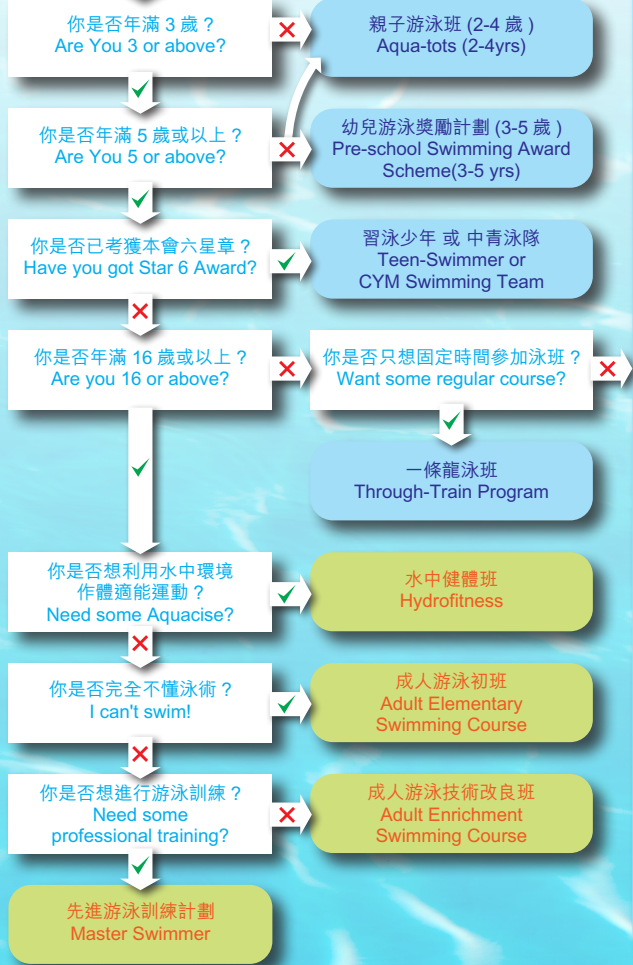 你是否年滿 3 歲？
Are You 3 or above?
親子游泳班 (2-4 歲 )
Aqua-tots (2-4yrs)
你是否年滿 5 歲或以上？
Are You 5 or above?
幼兒游泳獎勵計劃 (3-5 歲 )
Pre-school Swimming Award
Scheme(3-5 yrs)
你是否已考獲本會六星章？
Have you got Star 6 Award?
習泳少年 或 中青泳隊
Teen-Swimmer or
CYM Swimming Team
你是否年滿 16 歲或以上？
Are you 16 or above?
你是否只想固定時間參加泳班？
Want some regular course?
一條龍泳班
Through-Train Program
你是否想利用水中環境
作體適能運動？
Need some Aquacise?
水中健體班
Hydrofitness
你是否完全不懂泳術？
I can't swim!
成人游泳初班
Adult Elementary
Swimming Course
你是否想進行游泳訓練？
Need some
professional training?
成人游泳技術改良班
Adult Enrichment
Swimming Course
先進游泳訓練計劃
Master Swimmer